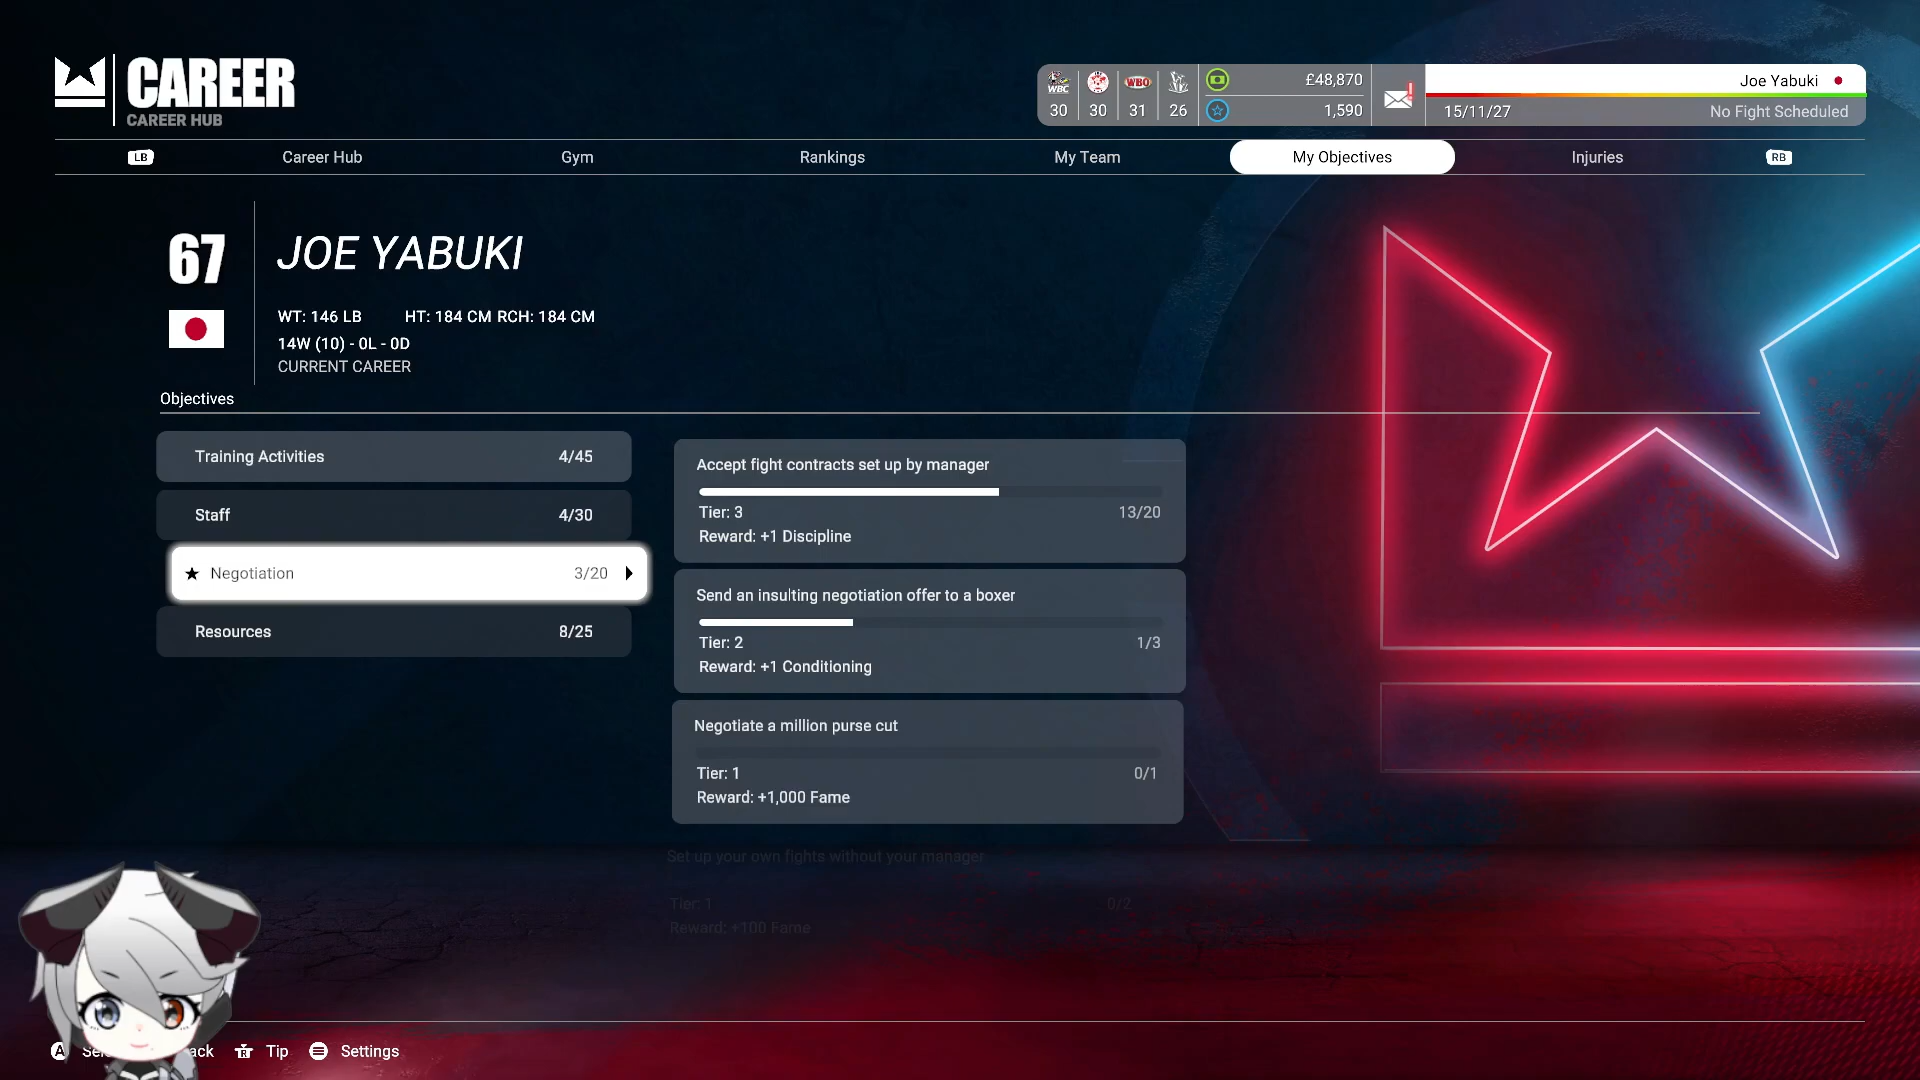 CAREER
CAREER HUB
WBC
WBO
30
30
31
26
£48,870
1,590
Joe Yabuki
15/11/27
No Fight Scheduled
LB
Career Hub
Gym
Rankings
My Team
My Objectives
Injuries
RB
67
JOE YABUKI
WT: 146 LB
HT: 184 CM RCH: 184 CM
14W (10) - 0L - 0D
CURRENT CAREER
Objectives
Training Activities
4/45
Staff
4/30
Negotiation
3/20
Resources
8/25
Accept fight contracts set up by manager
Tier: 3
13/20
Reward: +1 Discipline
Send an insulting negotiation offer to a boxer
Tier: 2
1/3
Reward: +1 Conditioning
Negotiate a million purse cut
Tier: 1
0/1
Reward: +1,000 Fame
Set up your own fights without your manager
Tier: 1
0/2
Reward: +100 Fame
A
R
Tip
Settings